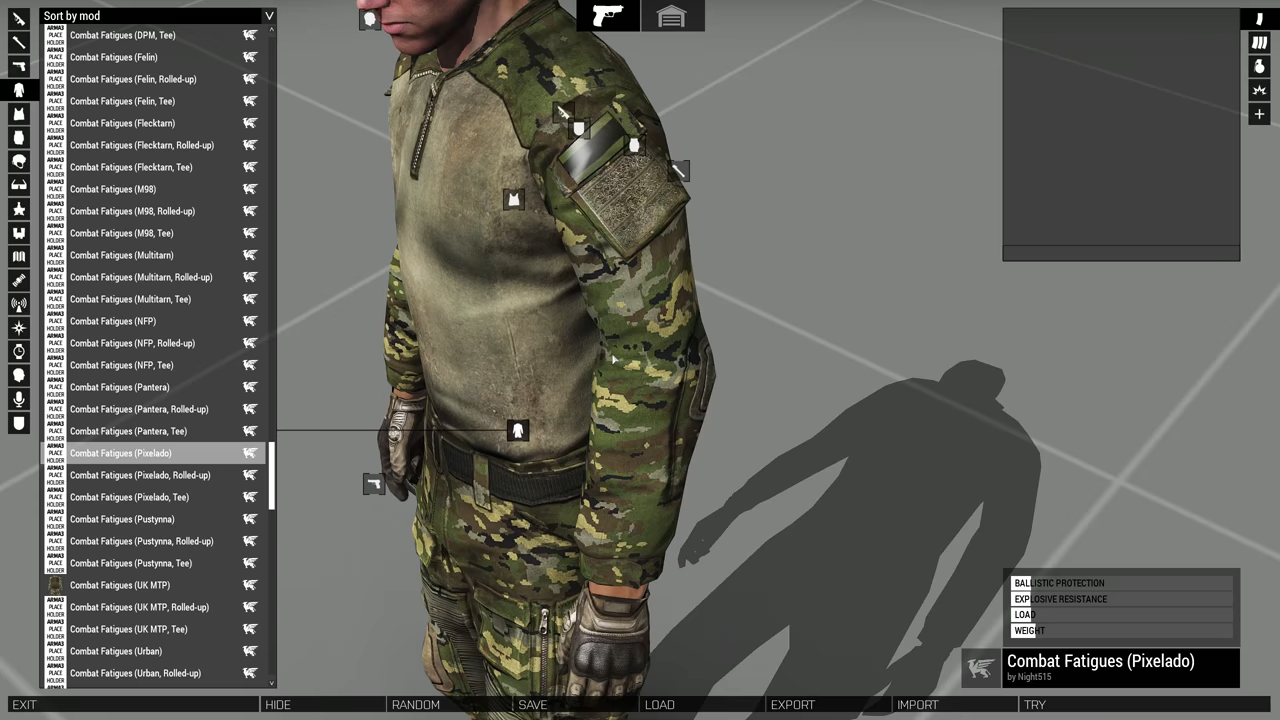 Sort by mod
Combat Fatigues (DPM, Tee)
Combat Fatigues (Felin)
Combat Fatigues (Felin, Rolled-up)
Combat Fatigues (Felin, Tee)
Combat Fatigues (Flecktarn)
Combat Fatigues (Flecktarn, Rolled-up)
Combat Fatigues (Flecktarn, Tee)
Combat Fatigues (M98)
Combat Fatigues (M98, Rolled-up)
Combat Fatigues (M98, Tee)
Combat Fatigues (Multitarn)
Combat Fatigues (Multitarn, Rolled-up)
Combat Fatigues (Multitarn, Tee)
Combat Fatigues (NFP)
Combat Fatigues (NFP, Rolled-up)
Combat Fatigues (NFP, Tee)
Combat Fatigues (Pantera)
Combat Fatigues (Pantera, Rolled-up)
Combat Fatigues (Pantera, Tee)
Combat Fatigues (Pixelado)
Combat Fatigues (Pixelado, Rolled-up)
Combat Fatigues (Pixelado, Tee)
Combat Fatigues (Pustynna)
Combat Fatigues (Pustynna, Rolled-up)
Combat Fatigues (Pustynna, Tee)
Combat Fatigues (UK MTP)
Combat Fatigues (UK MTP, Rolled-up)
Combat Fatigues (UK MTP, Tee)
Combat Fatigues (Urban)
Combat Fatigues (Urban, Rolled-up)
ARMA3
PLACE
HOLDER
BALLISTIC PROTECTION
EXPLOSIVE RESISTANCE
LOAD
WEIGHT
Combat Fatigues (Pixelado)
by Night515
EXIT
HIDE
RANDOM
SAVE
LOAD
EXPORT
IMPORT
TRY